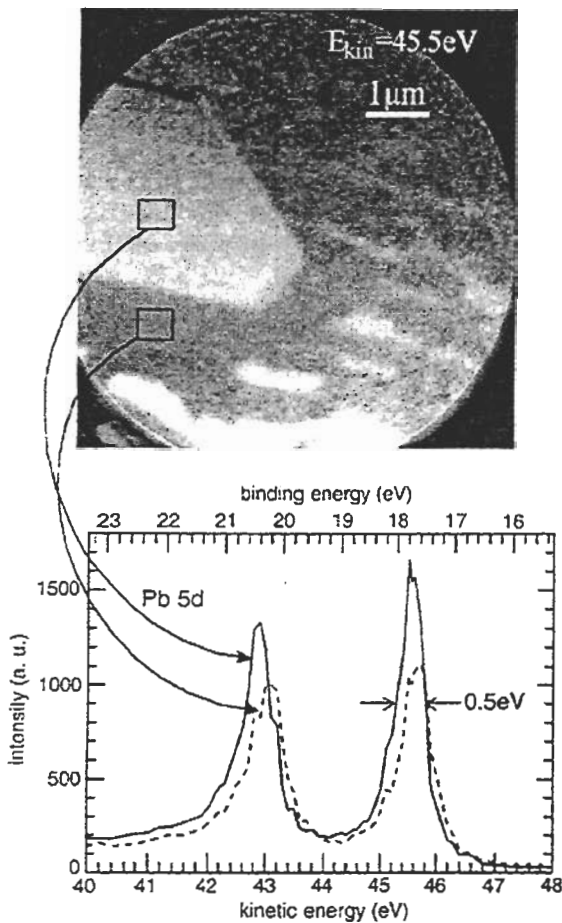 Ekin=45.5eV
1μm
binding energy (eV)
23 22 21 20 19 18 17 16
Pb 5d
0.5eV
1500
1000
500
0
Intensity (a. u.)
40 41 42 43 44 45 46 47 48
kinetic energy (eV)